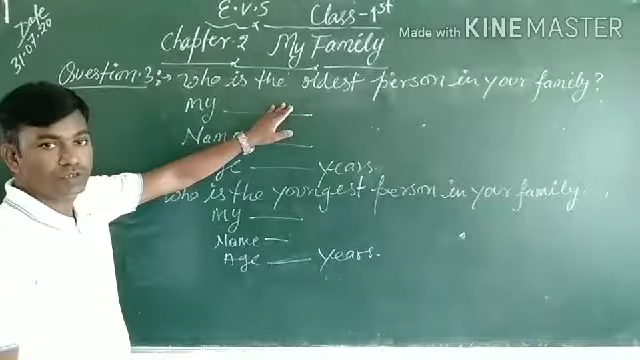 Date
31-07-20
E.V.S Class-1st
Chapter-2 My Family
Question-3:→ Who is the oldest person in your family?
My
Name
Age years.
Who is the youngest person in your family.
My
Name
Age years.
Made with KINEMASTER